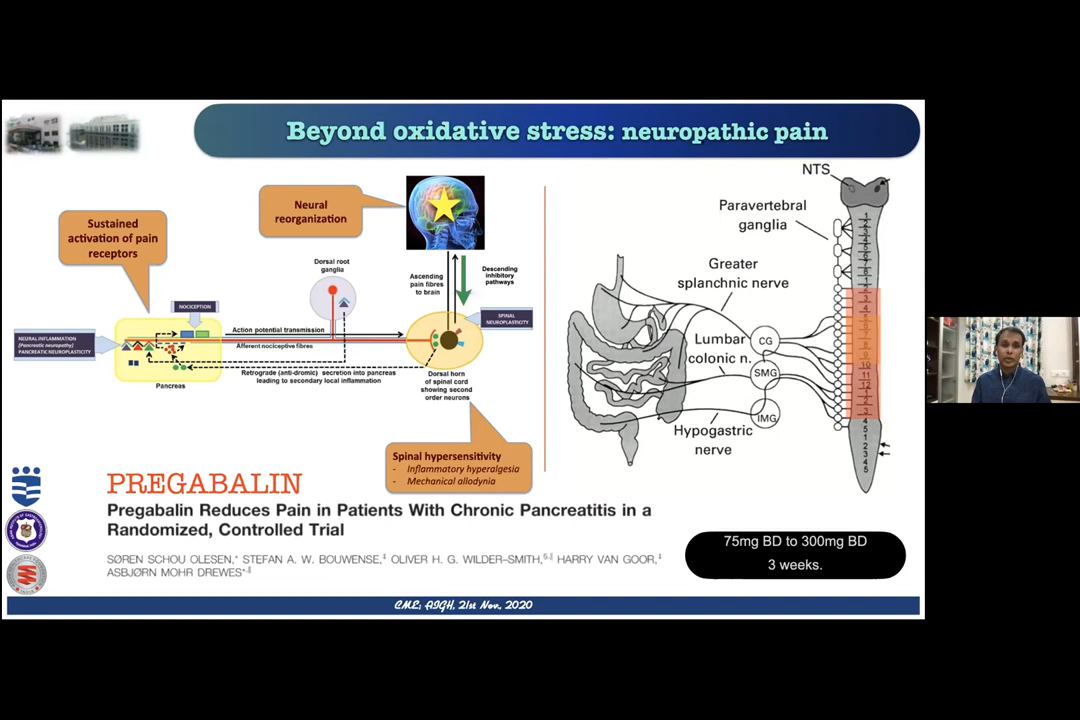 Beyond oxidative stress: neuropathic pain
Sustained
activation of pain
receptors
Neural
reorganization
Dorsal root
ganglia
Ascending
pain fibres
to brain
Descending
inhibitory
pathways
NOCICEPTION
SPINAL
NEUROPLASTICITY
NEURAL INFLAMMATION
(Pancreatic neuropathy)
PANCREATIC NEUROPLASTICITY
Action potential transmission
Afferent nociceptive fibres
Pancreas
Retrograde (anti-dromic) secretion into pancreas
leading to secondary local inflammation
Dorsal horn
of spinal cord
showing second
order neurons
Spinal hypersensitivity
- Inflammatory hyperalgesia
- Mechanical allodynia
NTS
Paravertebral
ganglia
Greater
splanchnic nerve
Lumbar
colonic n.
Hypogastric
nerve
CG
SMG
IMG
PREGABALIN
Pregabalin Reduces Pain in Patients With Chronic Pancreatitis in a
Randomized, Controlled Trial
SØREN SCHOU OLESEN,* STEFAN A. W. BOUWENSE,‡ OLIVER H. G. WILDER–SMITH,§,‖ HARRY VAN GOOR,‡
ASBJØRN MOHR DREWES*,‖
75mg BD to 300mg BD
3 weeks.
CME; AIGH, 21st Nov, 2020